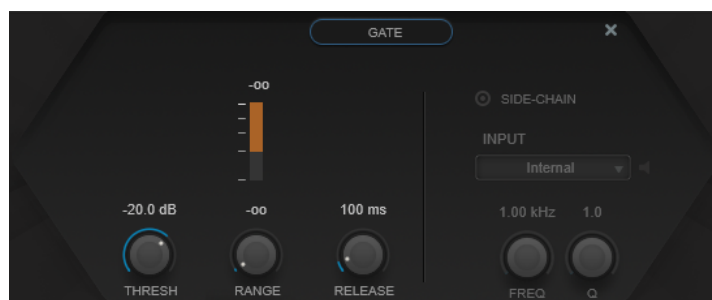 GATE
-oo
SIDE-CHAIN
INPUT
Internal
-20.0 dB -oo 100 ms 1.00 kHz 1.0
THRESH RANGE RELEASE FREQ Q